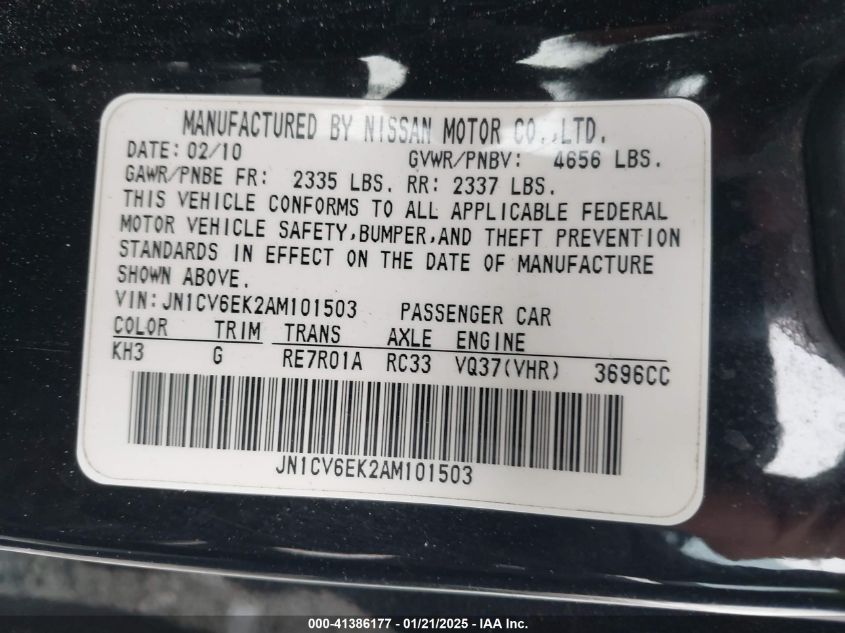 MANUFACTURED BY NISSAN MOTOR CO.,LTD.
DATE: 02/10 GVWR/PNBV: 4656 LBS.
GAWR/PNBE FR: 2335 LBS. RR: 2337 LBS.
THIS VEHICLE CONFORMS TO ALL APPLICABLE FEDERAL
MOTOR VEHICLE SAFETY,BUMPER,AND THEFT PREVENTION
STANDARDS IN EFFECT ON THE DATE OF MANUFACTURE
SHOWN ABOVE.
VIN:JN1CV6EK2AM101503 PASSENGER CAR
COLOR TRIM TRANS AXLE ENGINE
KH3 G RE7R01A RC33 VQ37(VHR) 3696CC
JN1CV6EK2AM101503
000-41386177 — 01/21/2025 — IAA Inc.